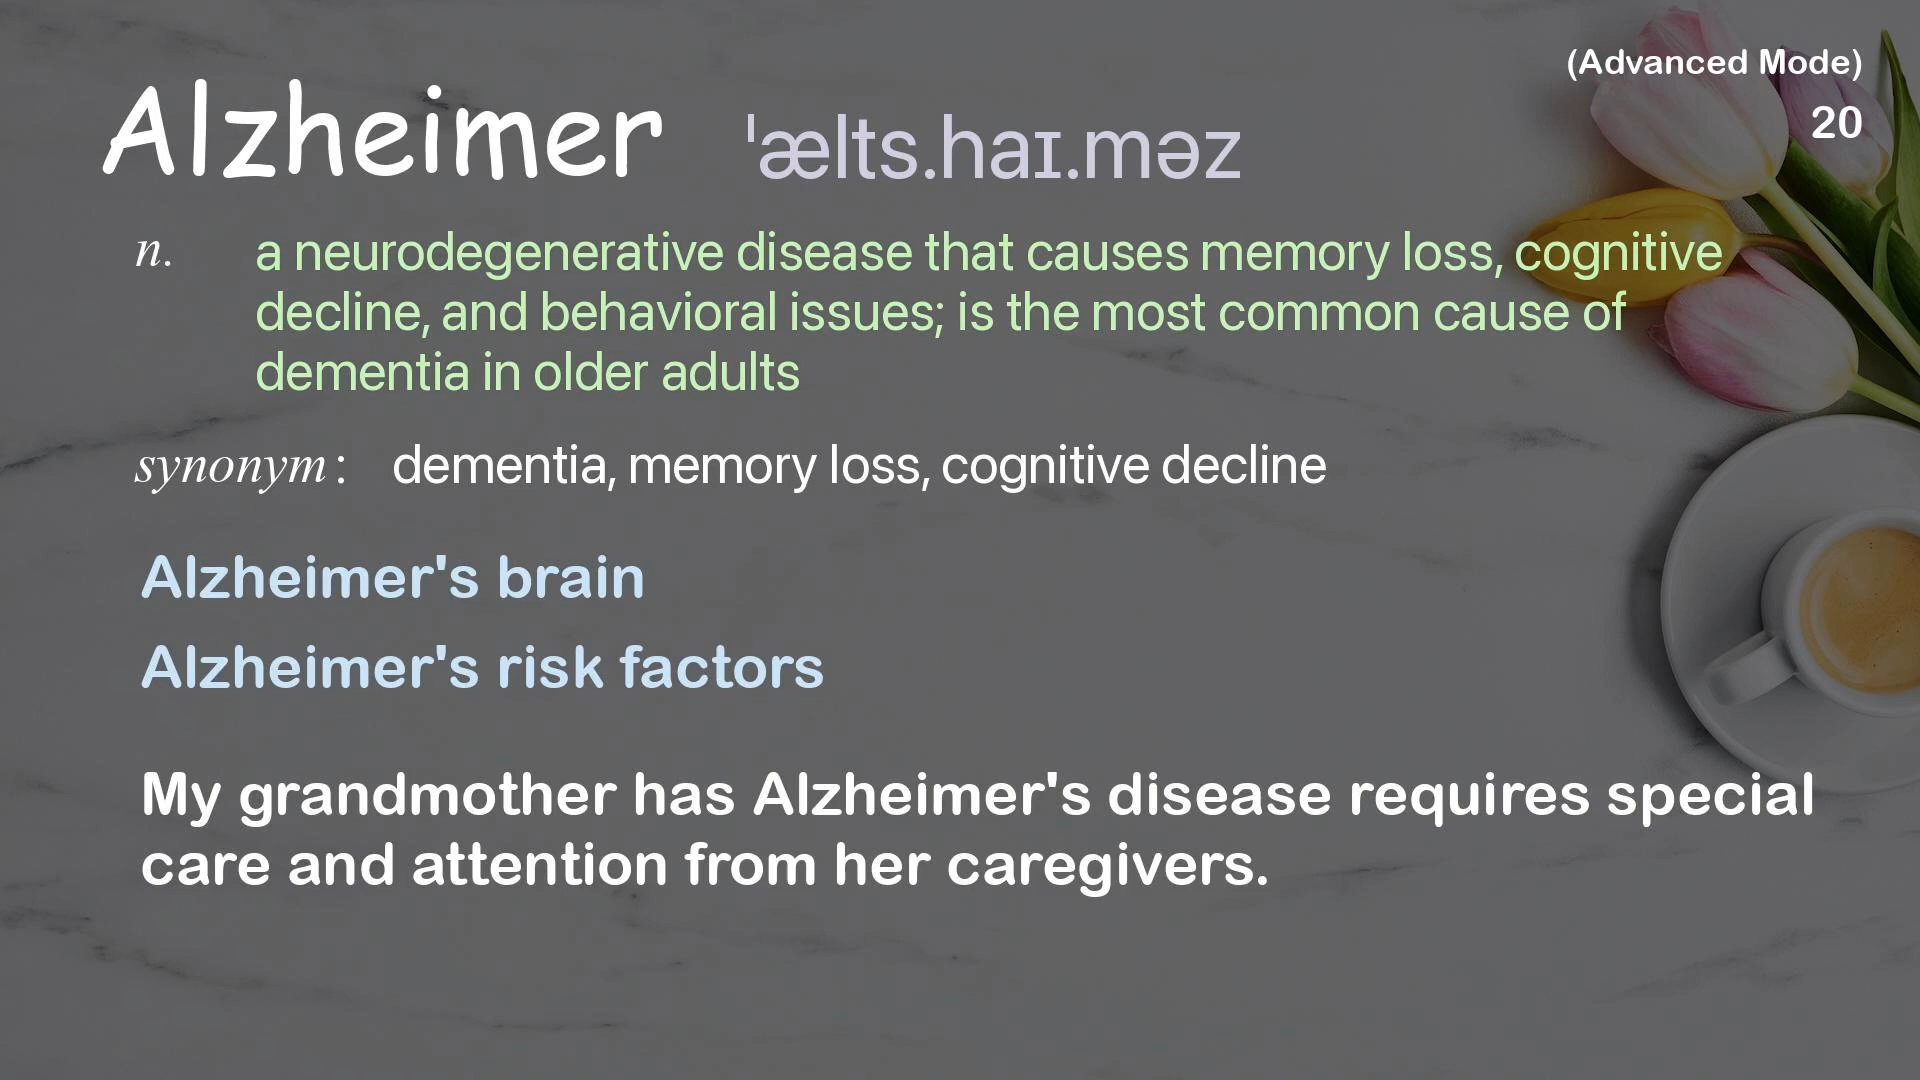 (Advanced Mode)
Alzheimer ˈælts.haɪ.məz
20
n. a neurodegenerative disease that causes memory loss, cognitive
decline, and behavioral issues; is the most common cause of
dementia in older adults
synonym: dementia, memory loss, cognitive decline
Alzheimer's brain
Alzheimer's risk factors
My grandmother has Alzheimer's disease requires special
care and attention from her caregivers.